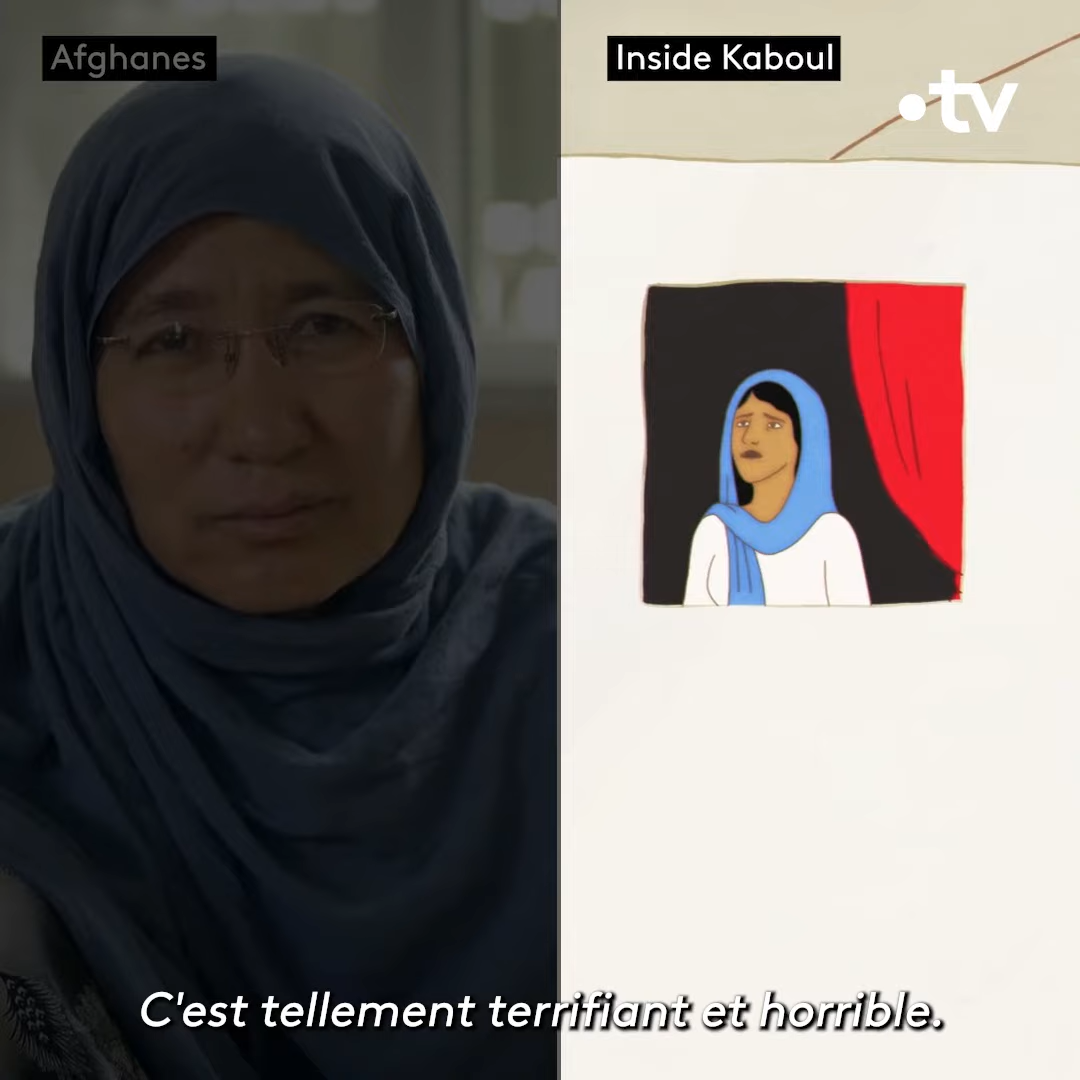 Afghanes
Inside Kaboul
•tv
C'est tellement terrifiant et horrible.